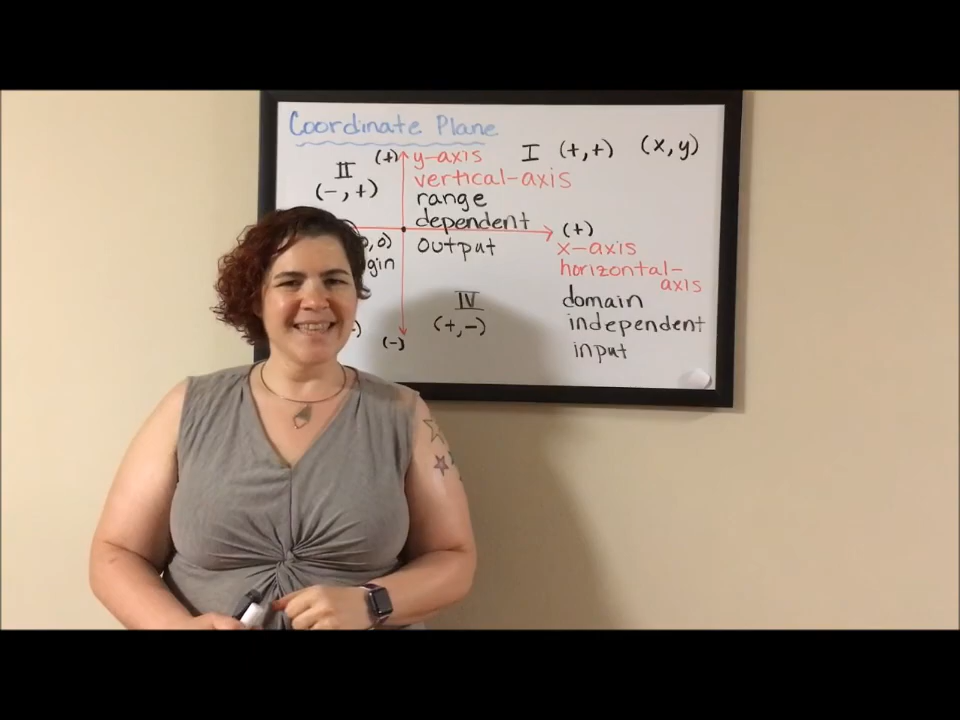 Coordinate Plane
(+) y-axis I (+,+) (x,y)
II vertical-axis
(-,+) range
dependent (+)
output x-axis
horizontal-
axis
IV domain
(+,-) independent
(-) input